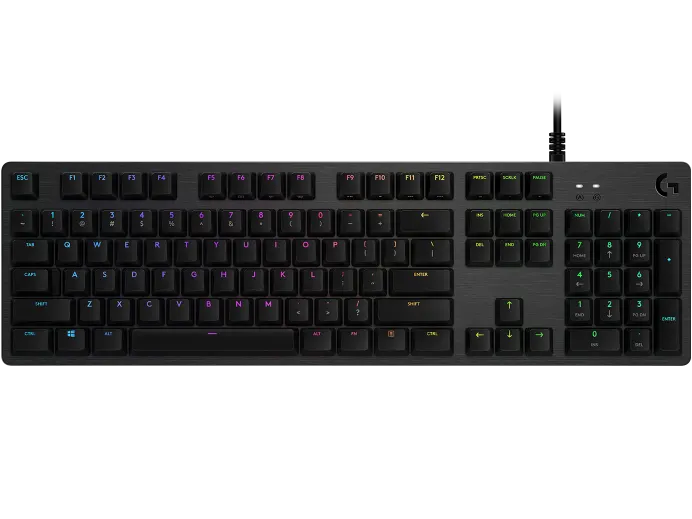 ESC F1 F2 F3 F4 F5 F6 F7 F8 F9 F10 F11 F12 PRTSC SCRLK PAUSE
G
~ ! @ # $ % ^ & * ( ) _ +
` 1 2 3 4 5 6 7 8 9 0 - = ← INS HOME PG UP NUM / * -
TAB Q W E R T Y U I O P [ ] \ DEL END PG DN 7 8 9 +
{ } | HOME ↑ PG UP
CAPS A S D F G H J K L ; ' ENTER 4 5 6
: " ← →
SHIFT Z X C V B N M , . / SHIFT ↑ 1 2 3 ENTER
< > ? END ↓ PG DN
CTRL ALT ALT FN CTRL ← ↓ → 0 .
INS DEL